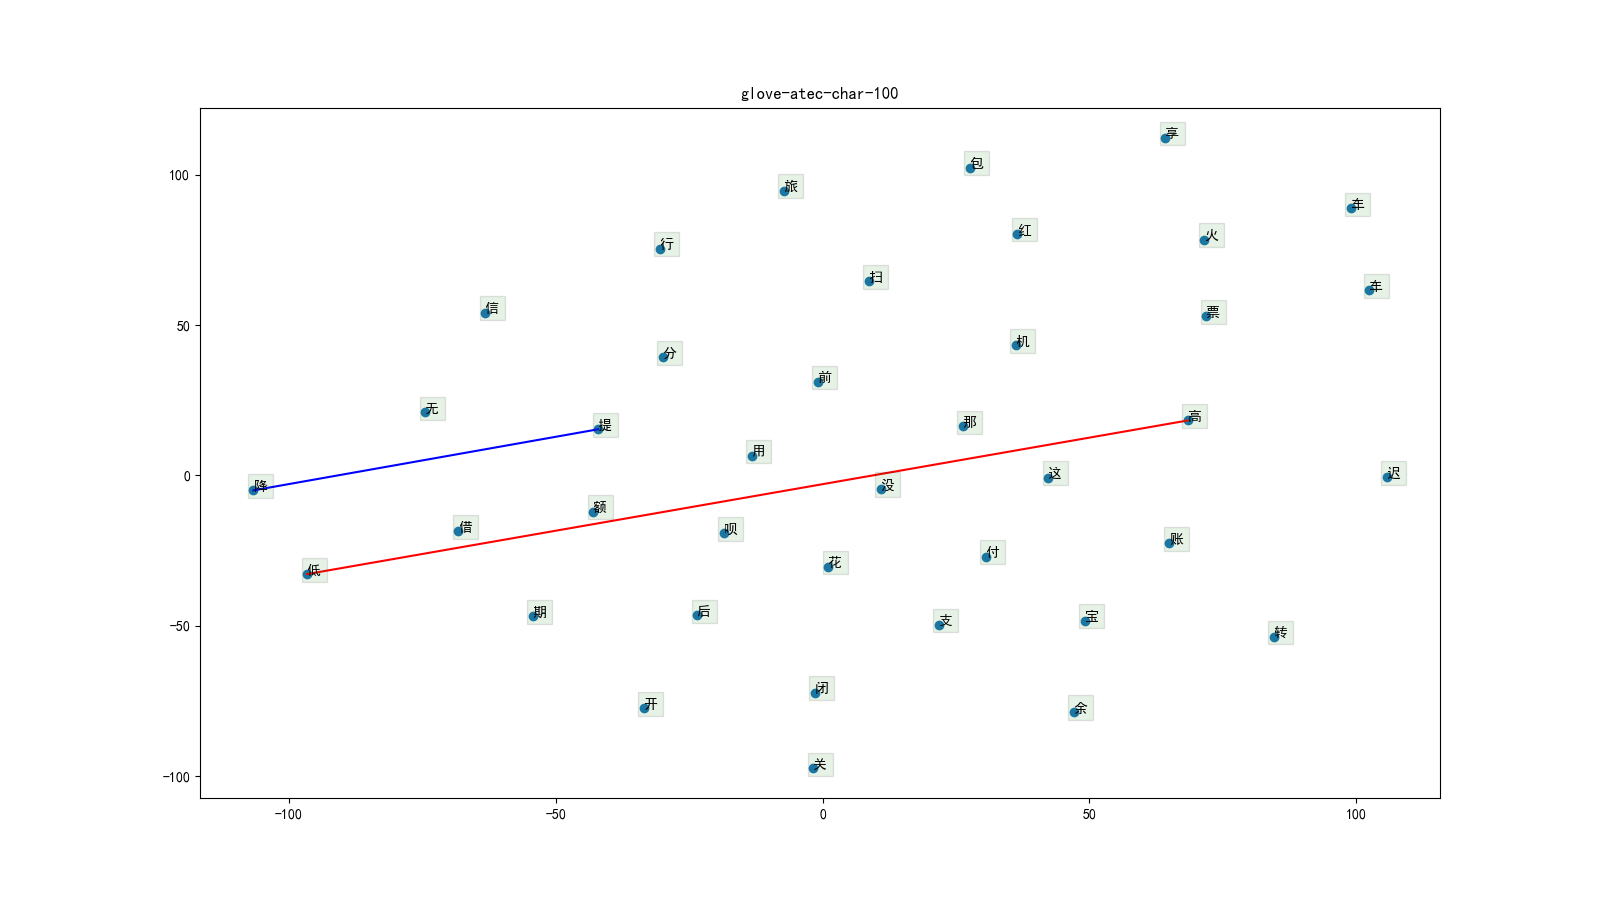 glove-atec-char-100
享
包
旅
100
车
红
火
行
扫
车
信
票
50
机
分
前
无
高
那
提
用
这
迟
0
没
降
额
借
呗
账
付
花
低
后
期
宝
支
-50
转
闭
开
余
关
-100
-100
-50
0
50
100